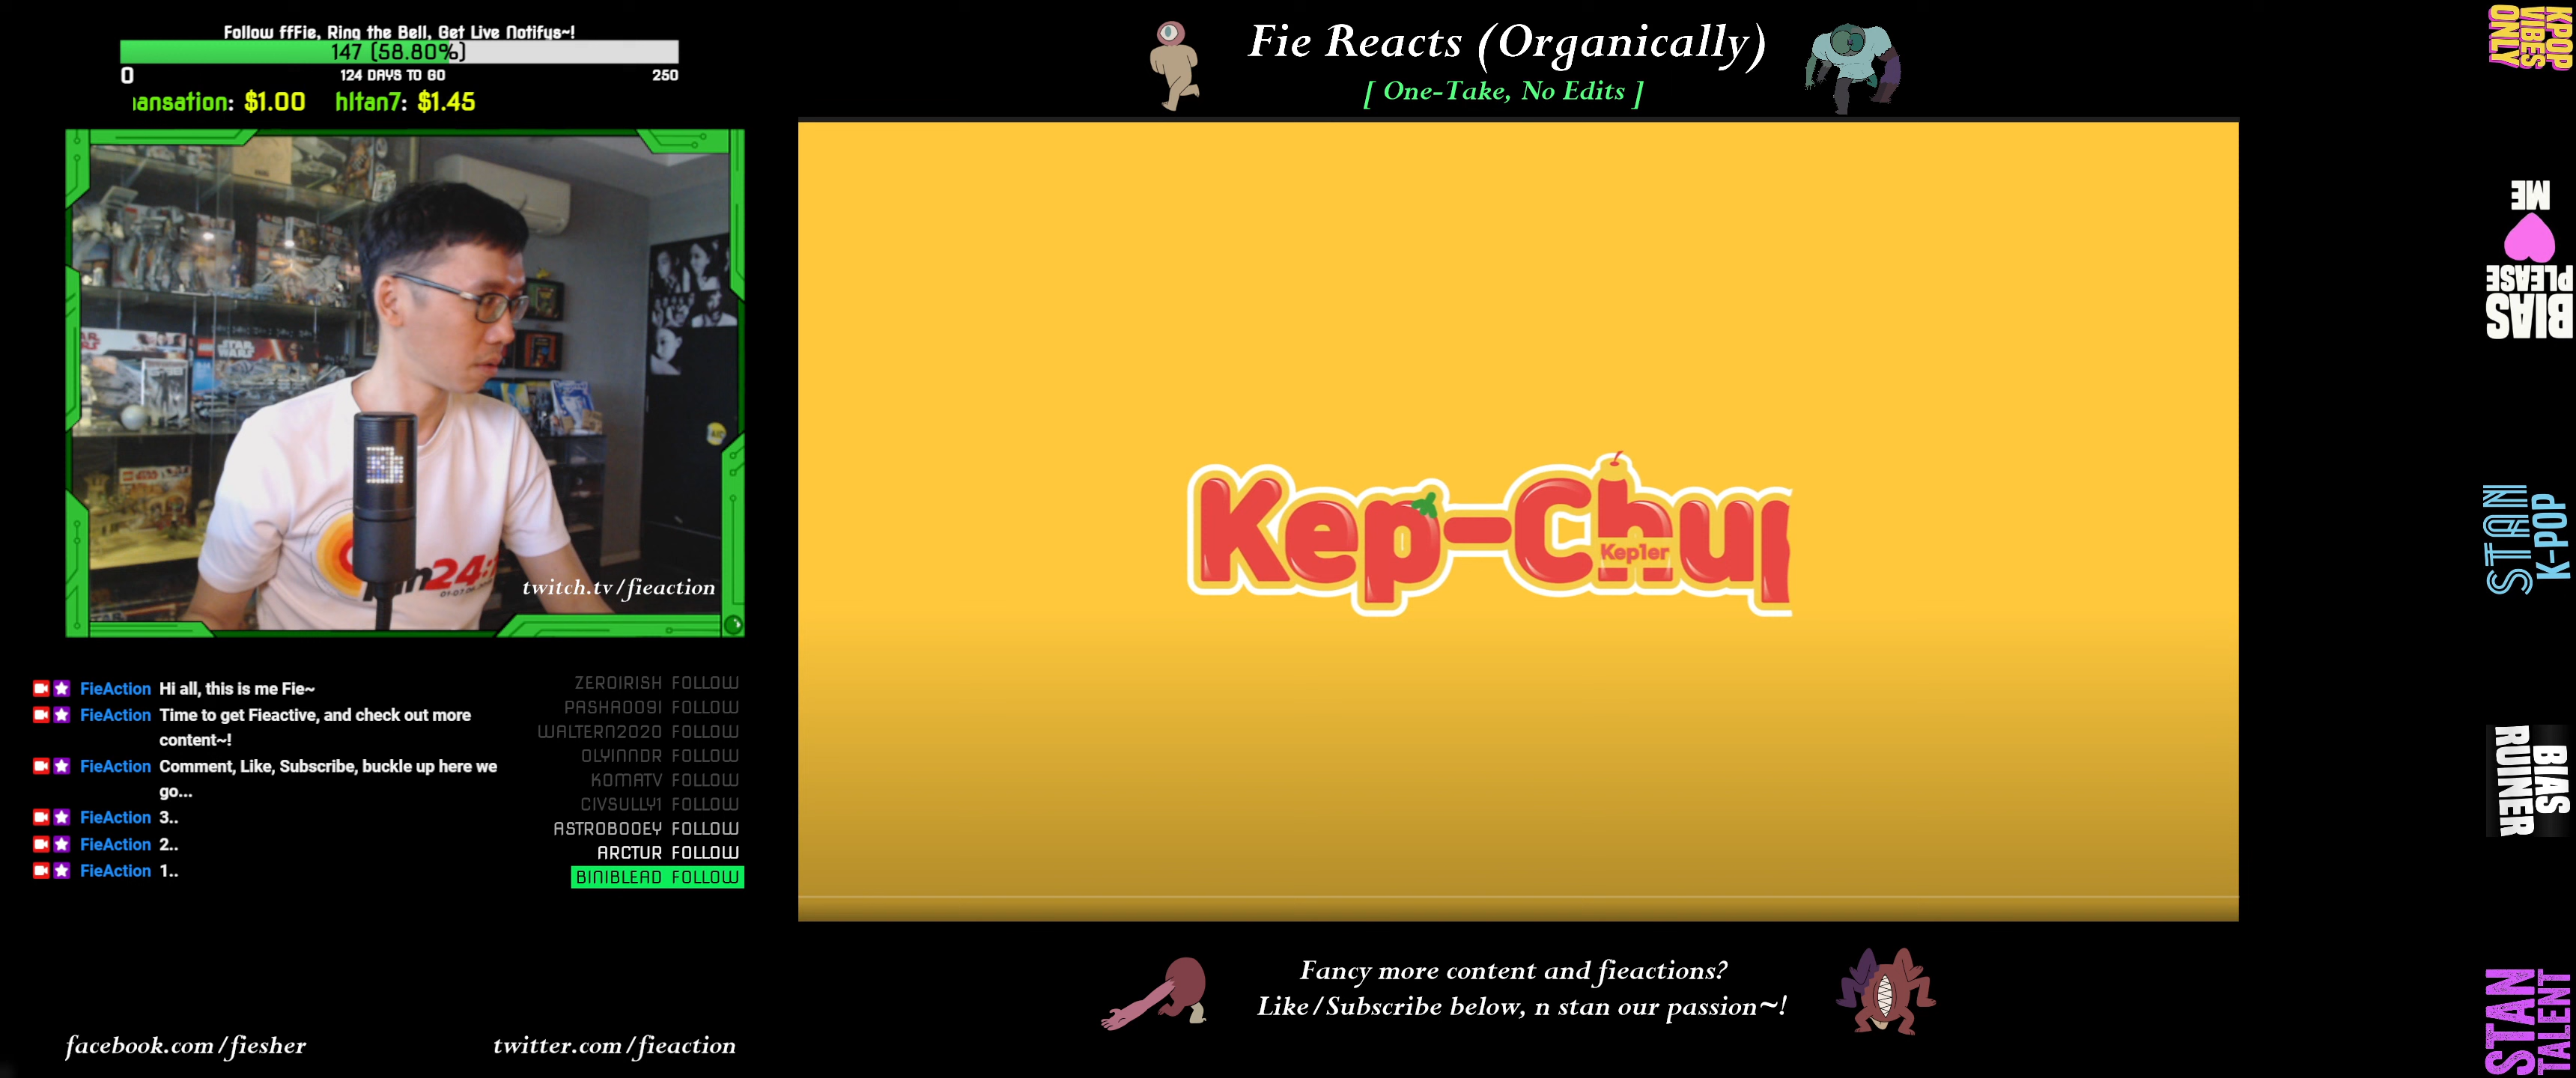 Follow ffFie, Ring the Bell, Get Live Notifys~!
147 (58.80%)
0 124 DAYS TO GO 250
ansation: $1.00 hltan7: $1.45
STAR WARS
twitch.tv/fieaction
FieAction Hi all, this is me Fie~
FieAction Time to get Fieactive, and check out more
content~!
FieAction Comment, Like, Subscribe, buckle up here we
go...
FieAction 3..
FieAction 2..
FieAction 1..
ZEROIRISH FOLLOW
PASHA0091 FOLLOW
WALTERN2020 FOLLOW
OLYINNDR FOLLOW
KOMATV FOLLOW
CIVSULLY1 FOLLOW
ASTROBOOEY FOLLOW
ARCTUR FOLLOW
BINIBLEAD FOLLOW
facebook.com/fiesher
twitter.com/fieaction
Fie Reacts (Organically)
[ One-Take, No Edits ]
Kep-Chup
Kep1er
Fancy more content and fieactions?
Like/Subscribe below, n stan our passion~!
KPOP
VIBES
ONLY
BIAS
PLEASE
ME
STAN
K-POP
BIAS
RUINER
STAN
TALENT